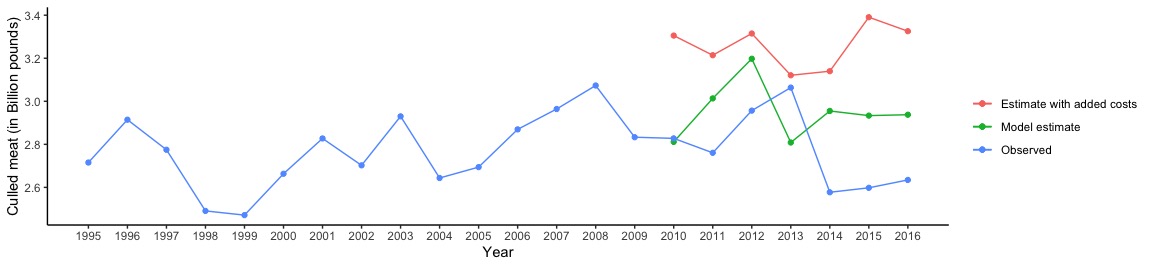 Culled meat (in Billion pounds)
3.4
3.2
3.0
2.8
2.6
1995 1996 1997 1998 1999 2000 2001 2002 2003 2004 2005 2006 2007 2008 2009 2010 2011 2012 2013 2014 2015 2016
Year
Estimate with added costs
Model estimate
Observed